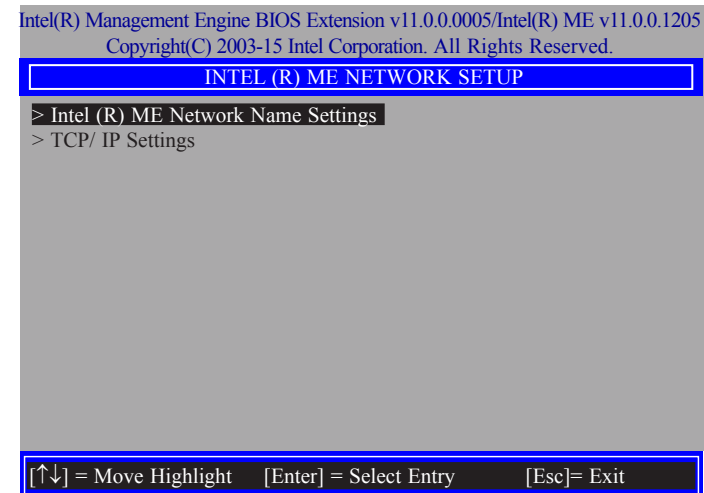 Intel(R) Management Engine BIOS Extension v11.0.0.0005/Intel(R) ME v11.0.0.1205
Copyright(C) 2003-15 Intel Corporation. All Rights Reserved.
INTEL (R) ME NETWORK SETUP
> Intel (R) ME Network Name Settings
> TCP/ IP Settings
[↑↓] = Move Highlight [Enter] = Select Entry [Esc]= Exit